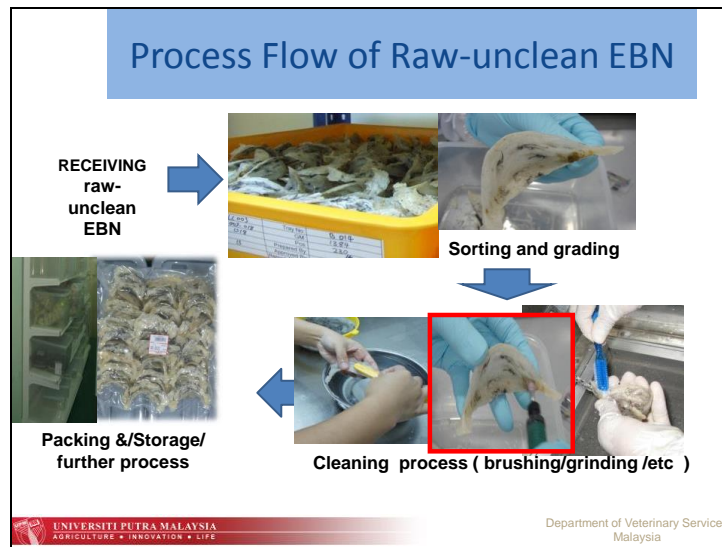 Process Flow of Raw-unclean EBN
RECEIVING
raw-
unclean
EBN
Sorting and grading
Packing &/Storage/
further process
Cleaning process ( brushing/grinding /etc )
UNIVERSITI PUTRA MALAYSIA
AGRICULTURE • INNOVATION • LIFE
Department of Veterinary Service
Malaysia